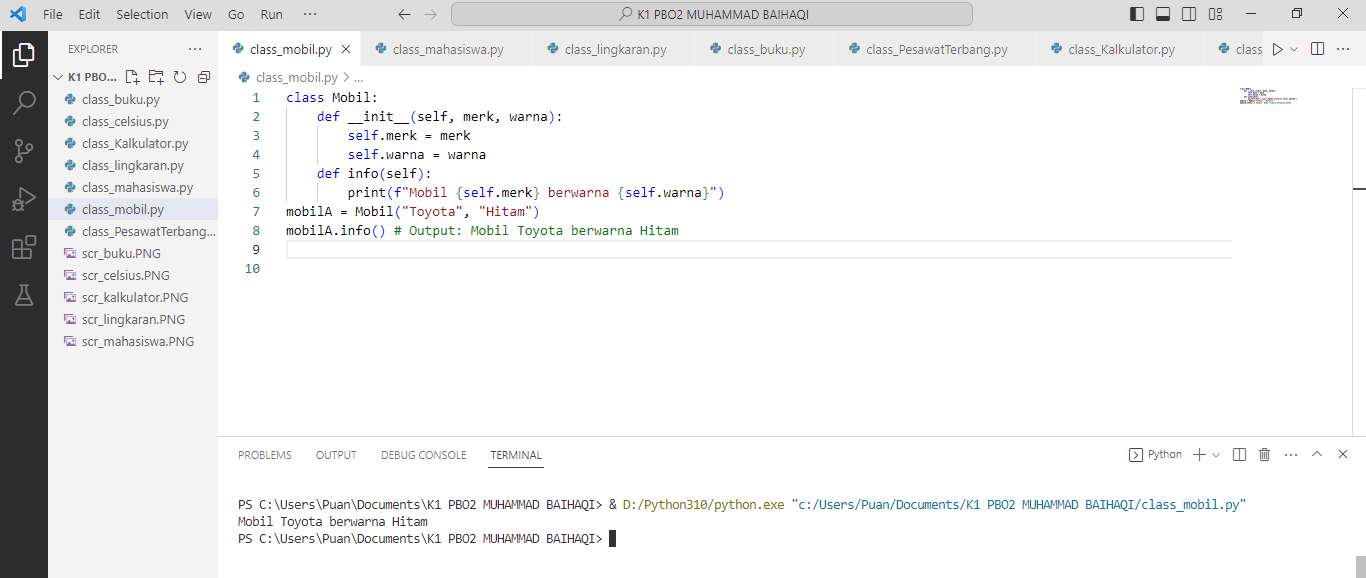 File Edit Selection View Go Run ··· ← → K1 PBO2 MUHAMMAD BAIHAQI
EXPLORER ···
K1 PBO...
class_buku.py
class_celsius.py
class_Kalkulator.py
class_lingkaran.py
class_mahasiswa.py
class_mobil.py
class_PesawatTerbang...
scr_buku.PNG
scr_celsius.PNG
scr_kalkulator.PNG
scr_lingkaran.PNG
scr_mahasiswa.PNG
class_mobil.py class_mahasiswa.py class_lingkaran.py class_buku.py class_PesawatTerbang.py class_Kalkulator.py class
class_mobil.py > ...
1 class Mobil:
2     def __init__(self, merk, warna):
3         self.merk = merk
4         self.warna = warna
5     def info(self):
6         print(f"Mobil {self.merk} berwarna {self.warna}")
7 mobilA = Mobil("Toyota", "Hitam")
8 mobilA.info() # Output: Mobil Toyota berwarna Hitam
9
10
PROBLEMS OUTPUT DEBUG CONSOLE TERMINAL Python
PS C:\Users\Puan\Documents\K1 PBO2 MUHAMMAD BAIHAQI> & D:/Python310/python.exe "c:/Users/Puan/Documents/K1 PBO2 MUHAMMAD BAIHAQI/class_mobil.py"
Mobil Toyota berwarna Hitam
PS C:\Users\Puan\Documents\K1 PBO2 MUHAMMAD BAIHAQI>